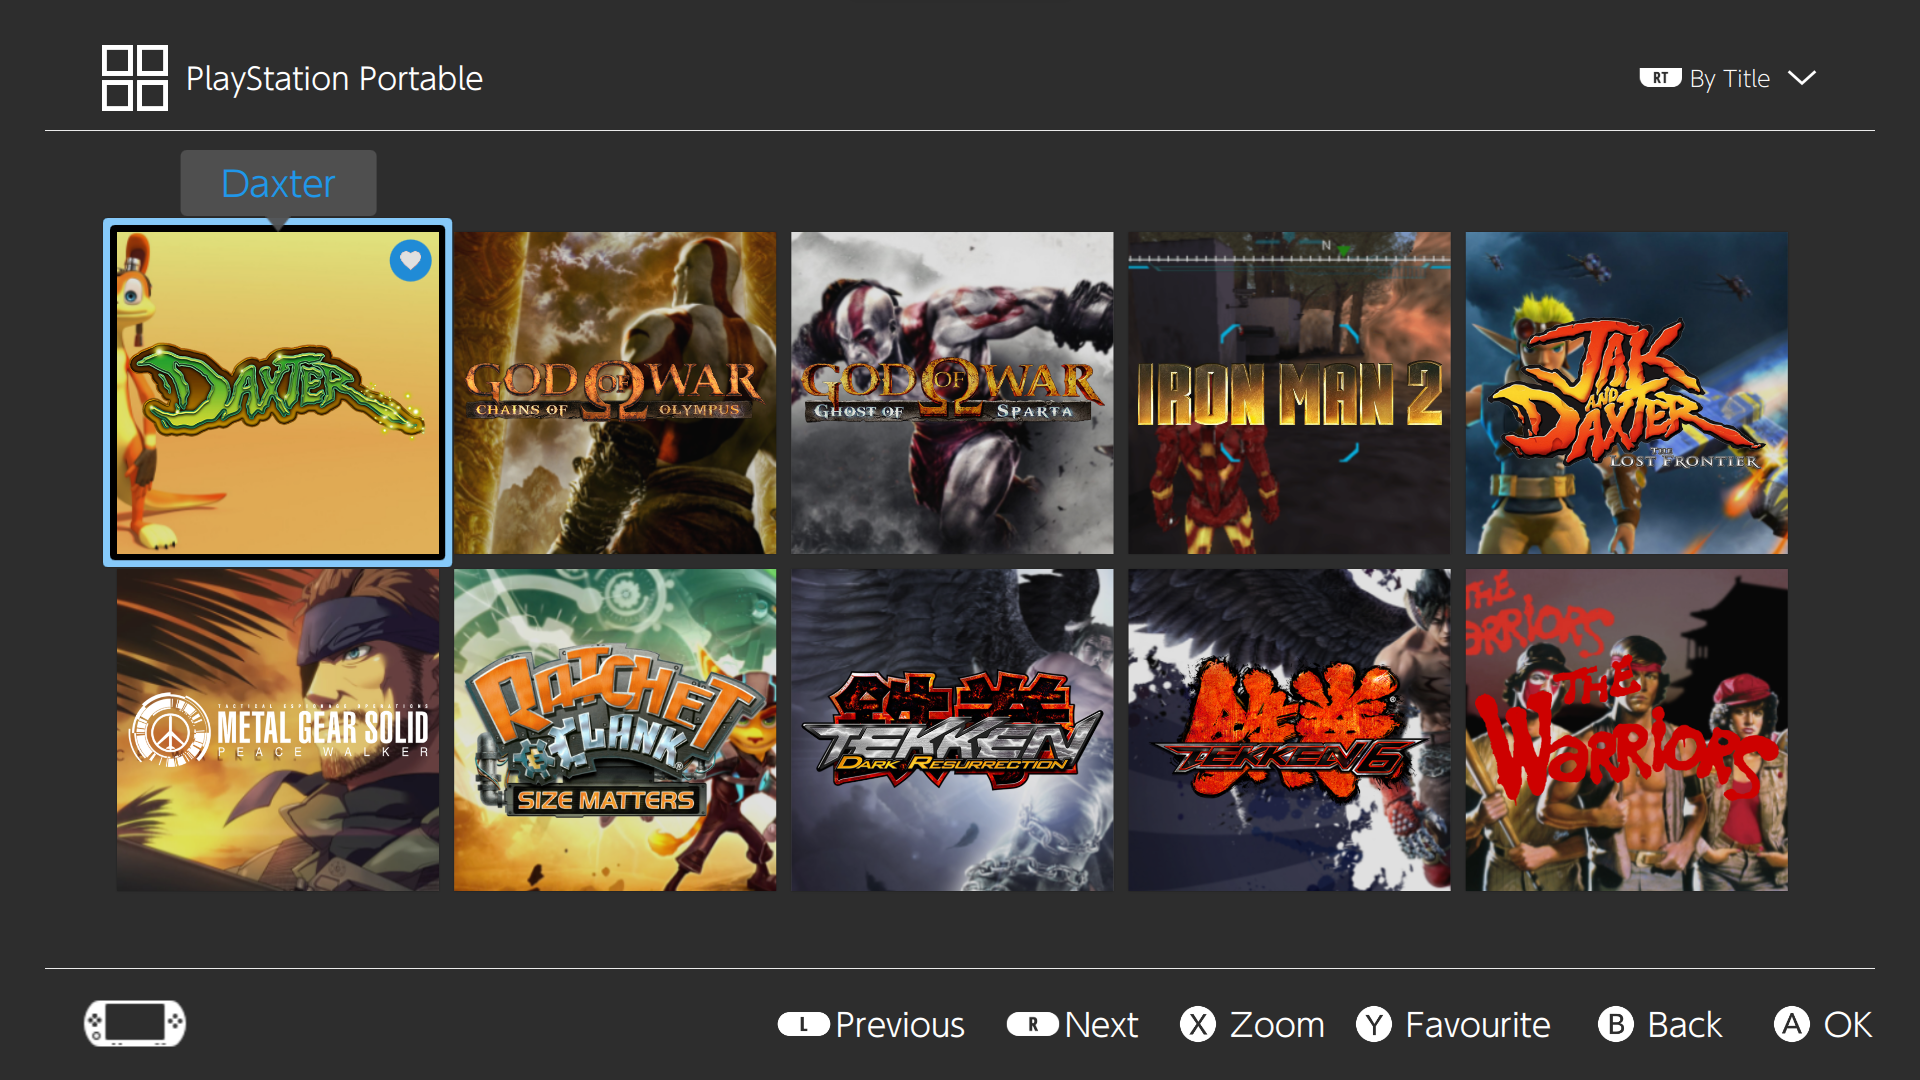 PlayStation Portable
RT By Title
Daxter
DAXTER
GOD OF WAR
CHAINS OF OLYMPUS
GOD OF WAR
GHOST OF SPARTA
N
IRON MAN 2
JAK
AND
DAXTER
THE
LOST FRONTIER
TACTICAL ESPIONAGE OPERATIONS
METAL GEAR SOLID
PEACE WALKER
RATCHET
CLANK®
SIZE MATTERS
鉄拳
TEKKEN
DARK RESURRECTION
鉄拳®
TEKKEN 6
THE
WARRIORS
THE
WARRIORS
L Previous R Next X Zoom Y Favourite B Back A OK